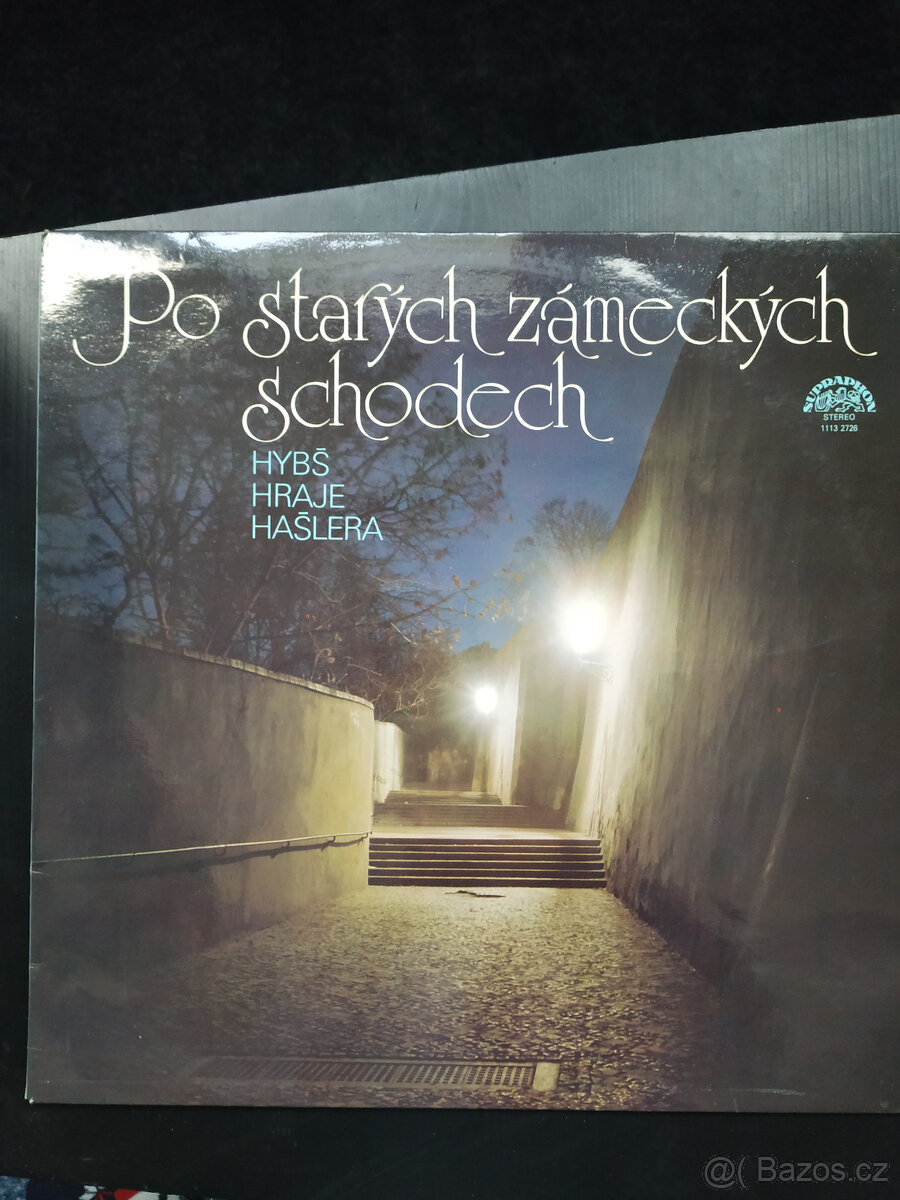 Po starých zámeckých
schodech
HYBŠ
HRAJE
HAŠLERA
SUPRAPHON
STEREO
1113 2726
@( Bazos.cz